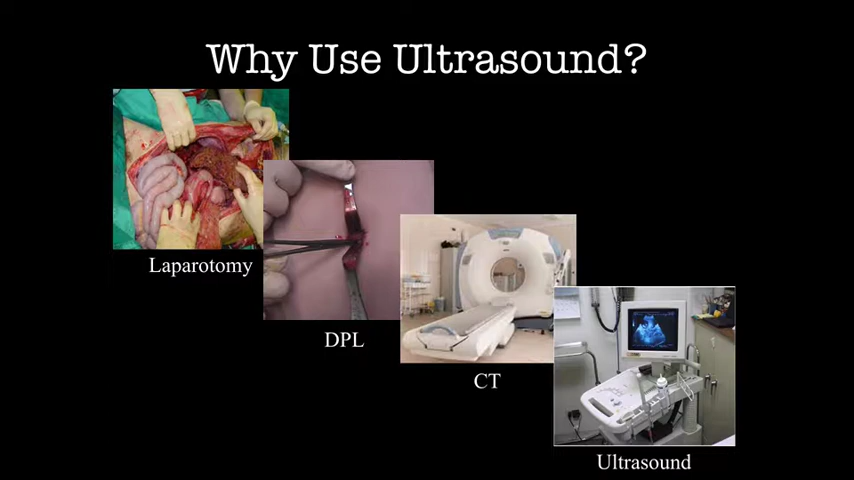 Why Use Ultrasound?
Laparotomy
DPL
CT
Ultrasound